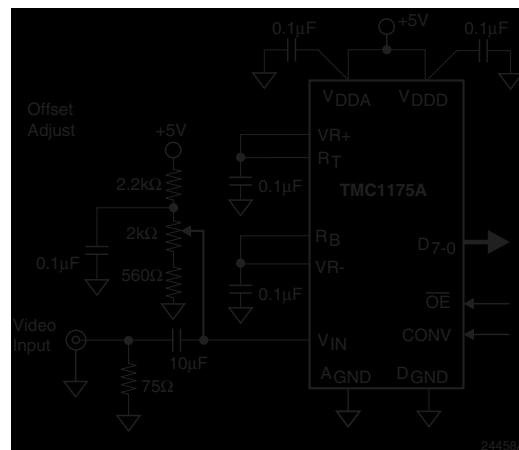 +5V
0.1µF
0.1µF
VDDA VDDD
Offset
Adjust
+5V
VR+
RT
2.2kΩ
0.1µF
TMC1175A
2kΩ
RB
D7-0
0.1µF
VR-
560Ω
0.1µF
OE
Video
Input
CONV
VIN
10µF
75Ω
AGND DGND
24458